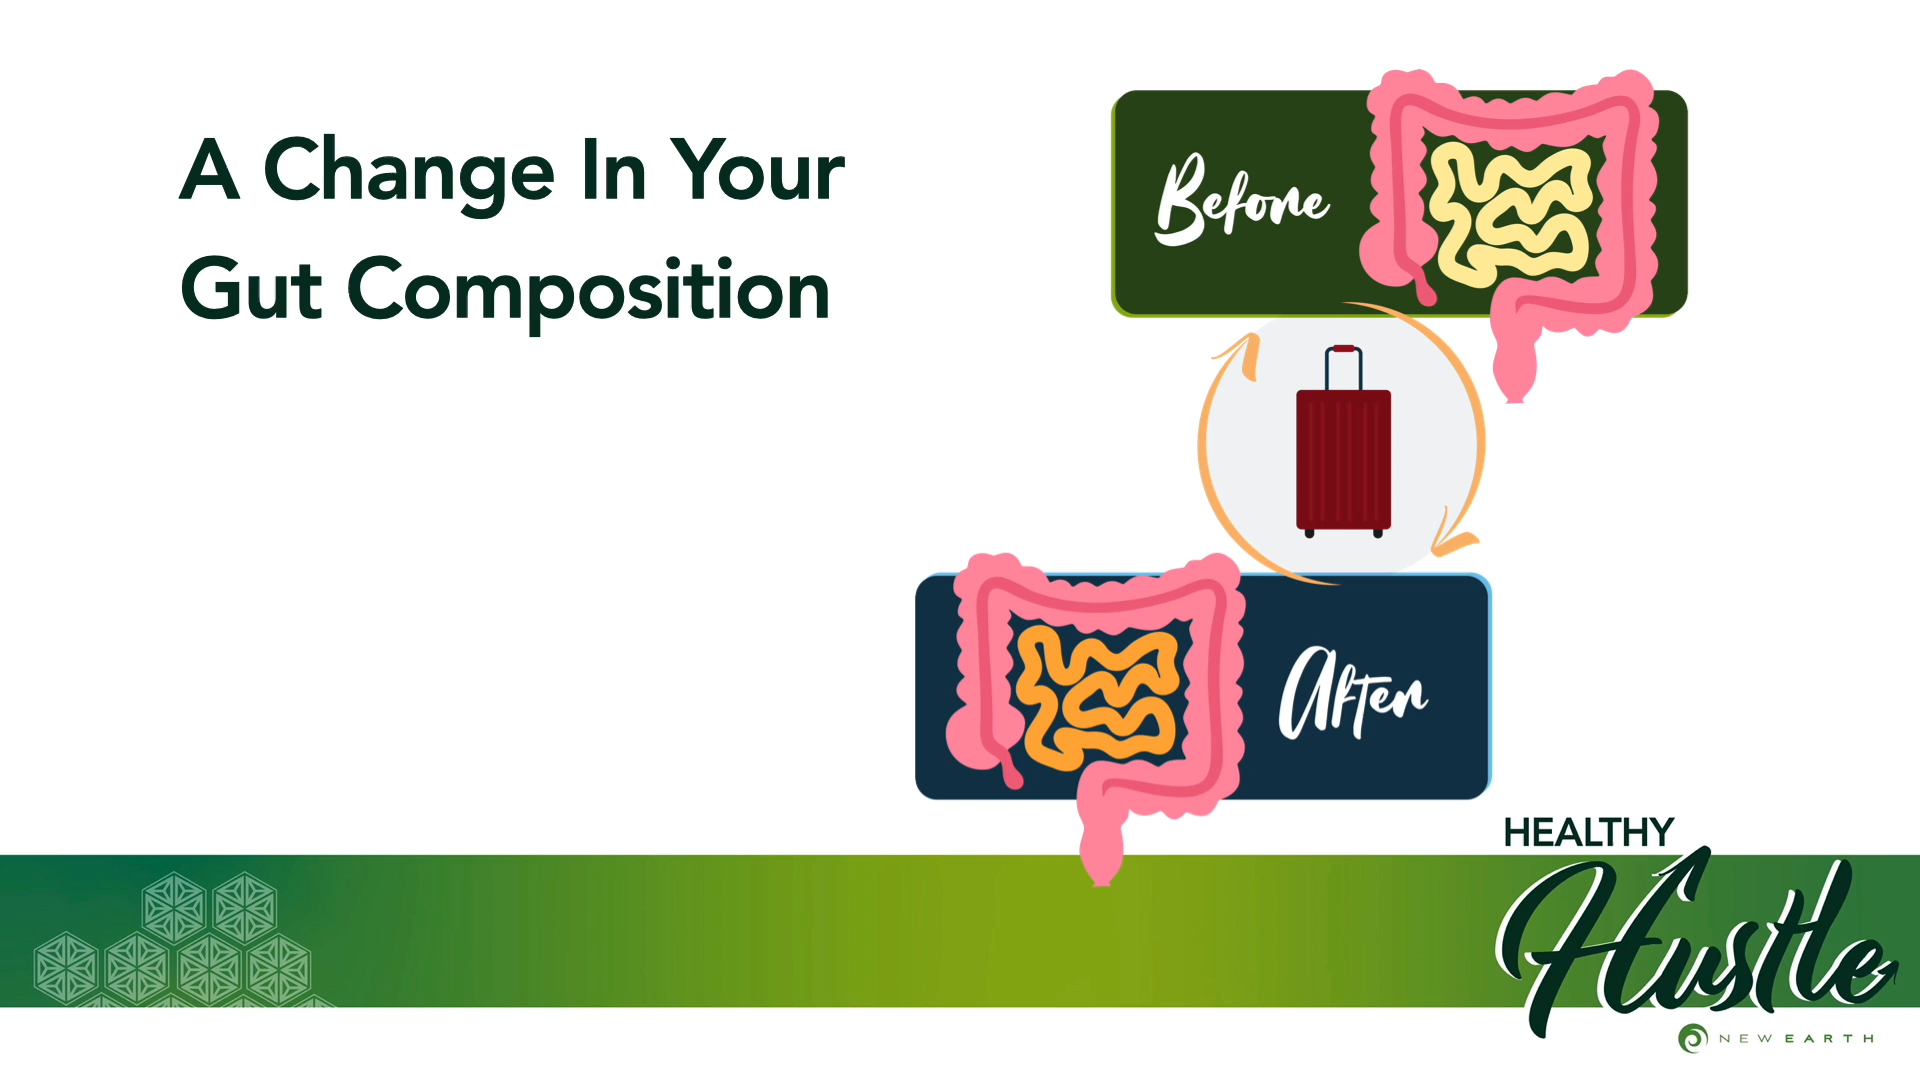 A Change In Your
Gut Composition
Before
After
HEALTHY
Hustle
NEW EARTH